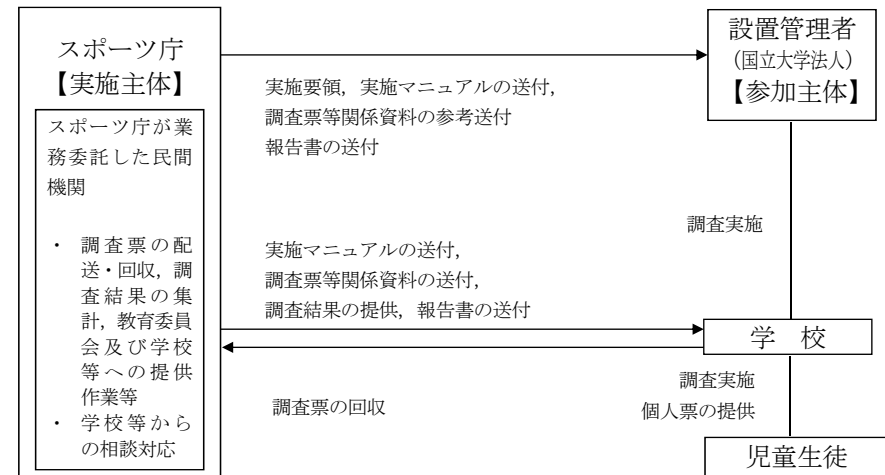 スポーツ庁
【実施主体】
スポーツ庁が業
務委託した民間
機関
・ 調査票の配
送・回収，調
査結果の集
計，教育委員
会及び学校
等への提供
作業等
・ 学校等から
の相談対応
実施要領，実施マニュアルの送付，
調査票等関係資料の参考送付
報告書の送付
実施マニュアルの送付，
調査票等関係資料の送付，
調査結果の提供，報告書の送付
調査票の回収
設置管理者
（国立大学法人）
【参加主体】
調査実施
学　校
調査実施
個人票の提供
児童生徒